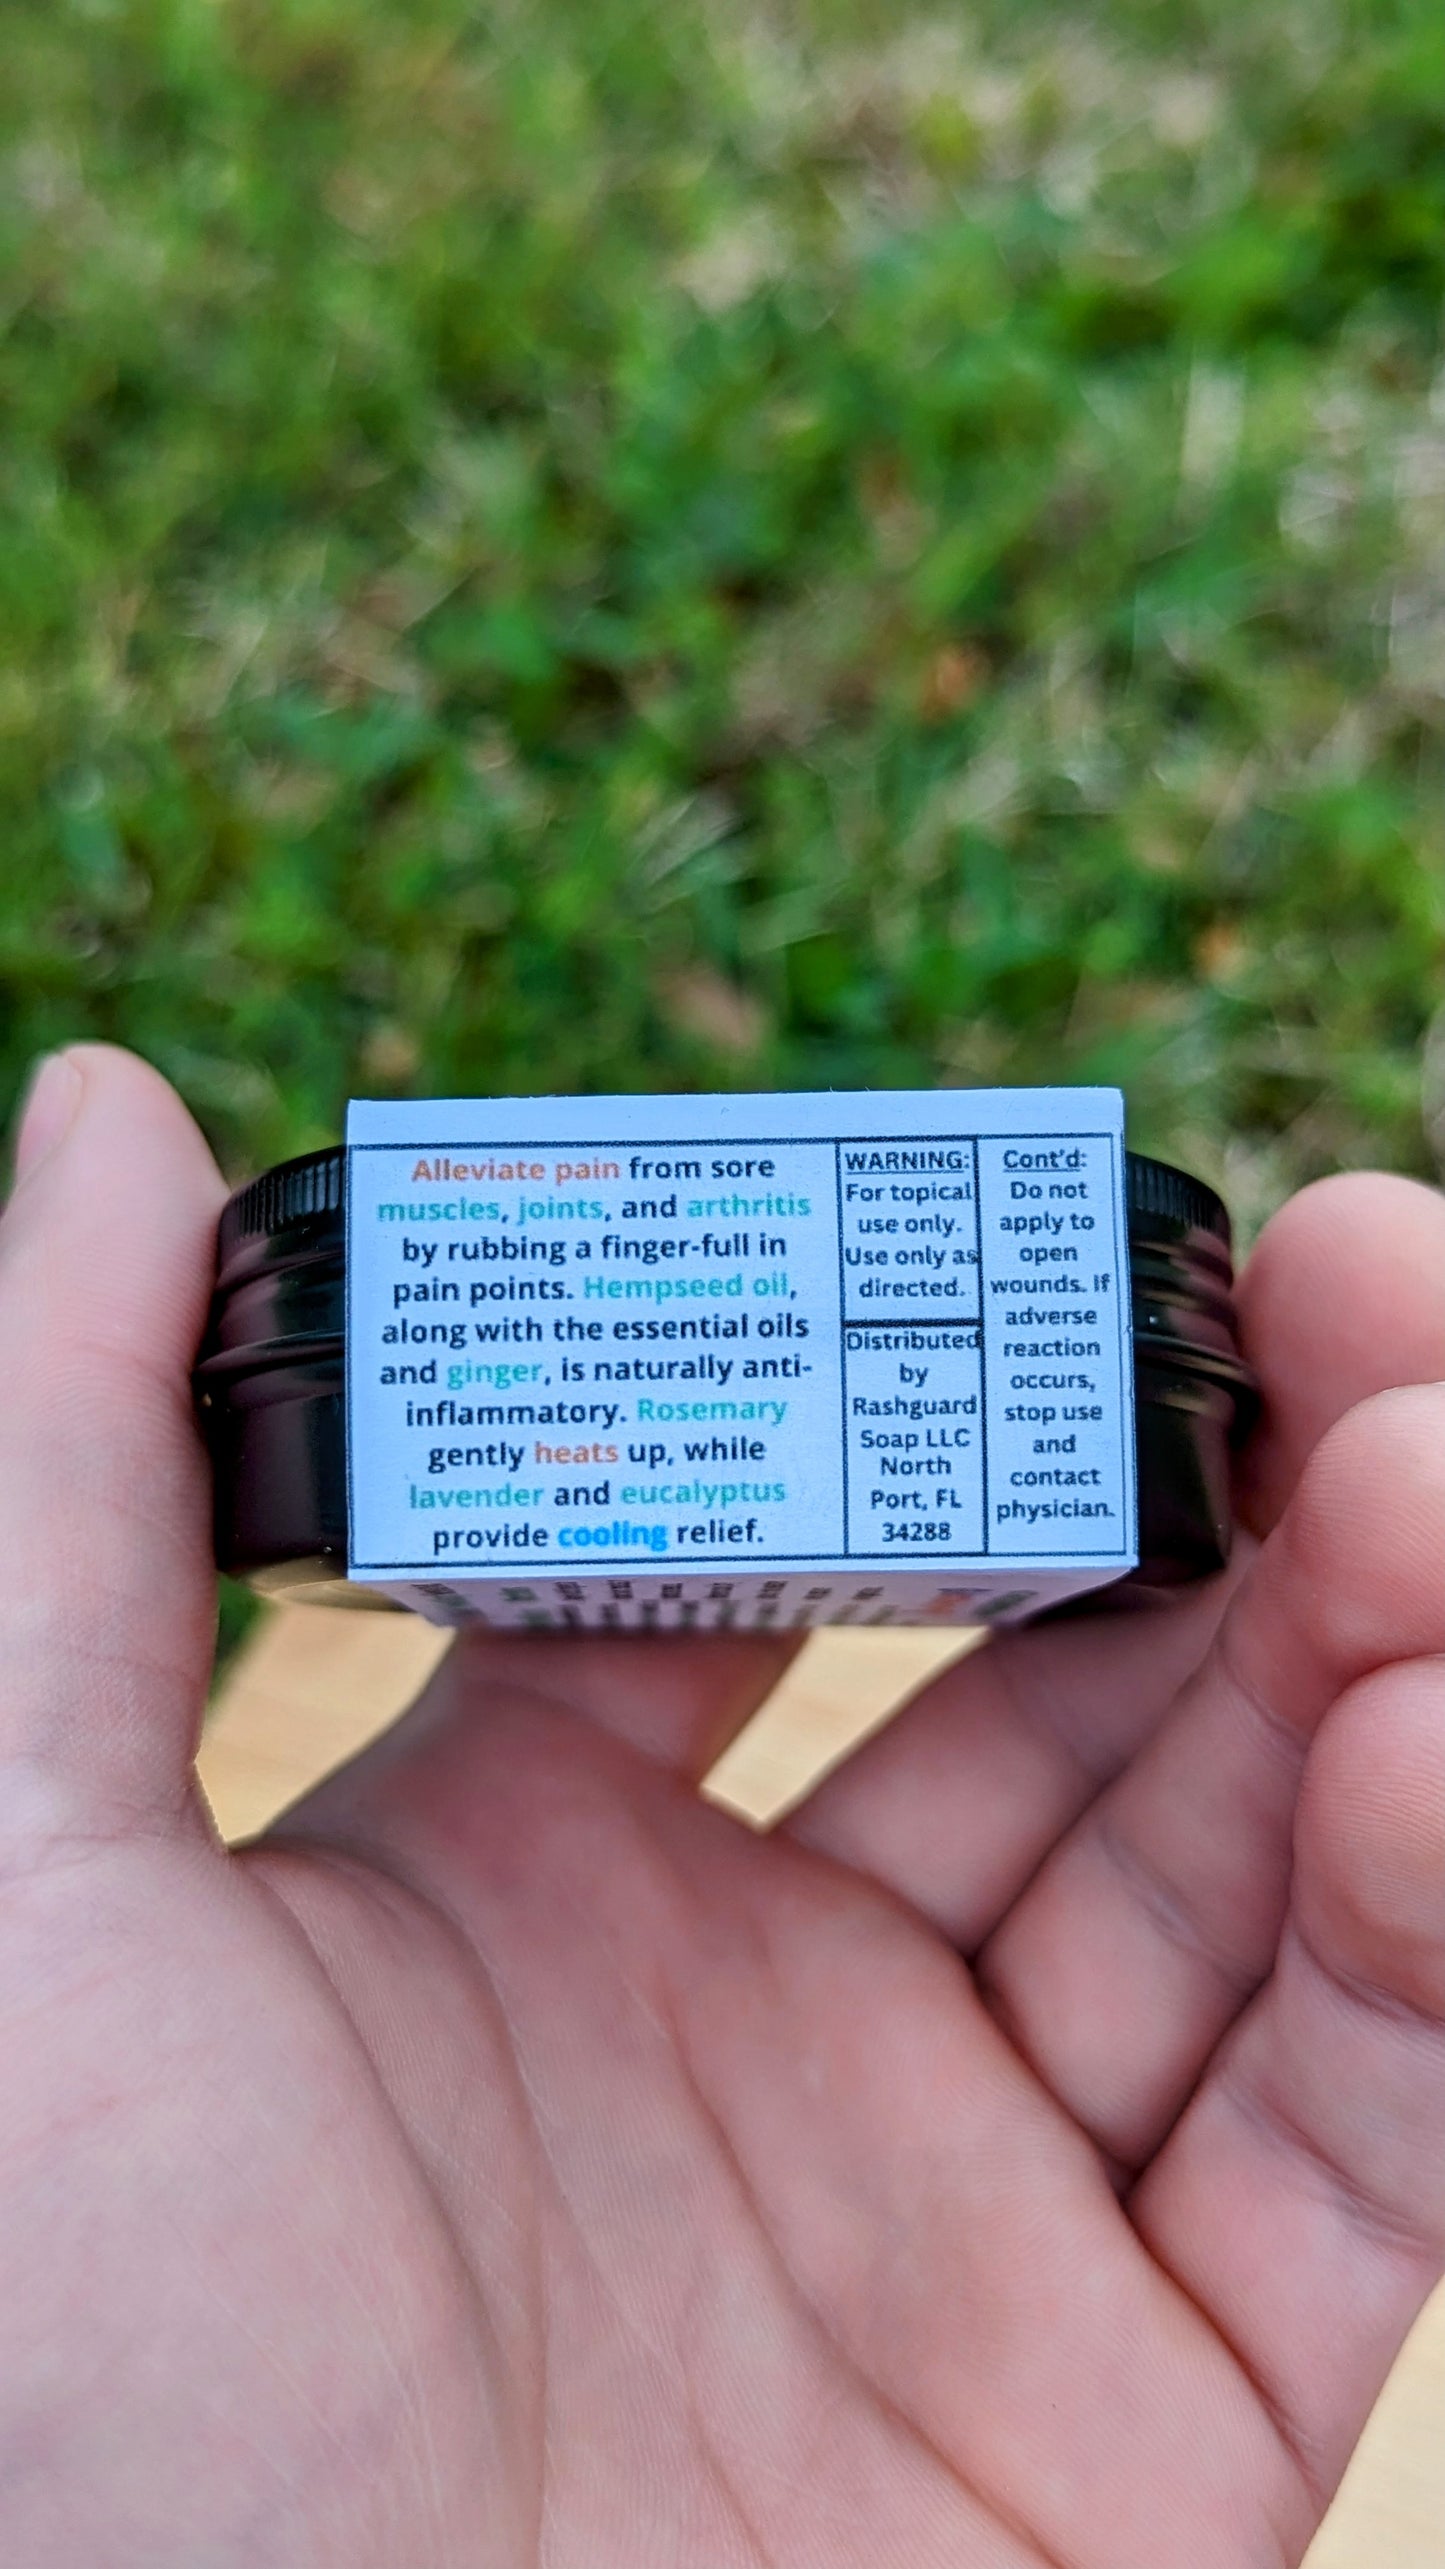 Alleviate pain from sore
muscles, joints, and arthritis
by rubbing a finger-full in
pain points. Hempseed oil,
along with the essential oils
and ginger, is naturally anti-
inflammatory. Rosemary
gently heats up, while
lavender and eucalyptus
provide cooling relief.
WARNING:
For topical
use only.
Use only as
directed.
Distributed
by
Rashguard
Soap LLC
North
Port, FL
34288
Cont'd:
Do not
apply to
open
wounds. If
adverse
reaction
occurs,
stop use
and
contact
physician.